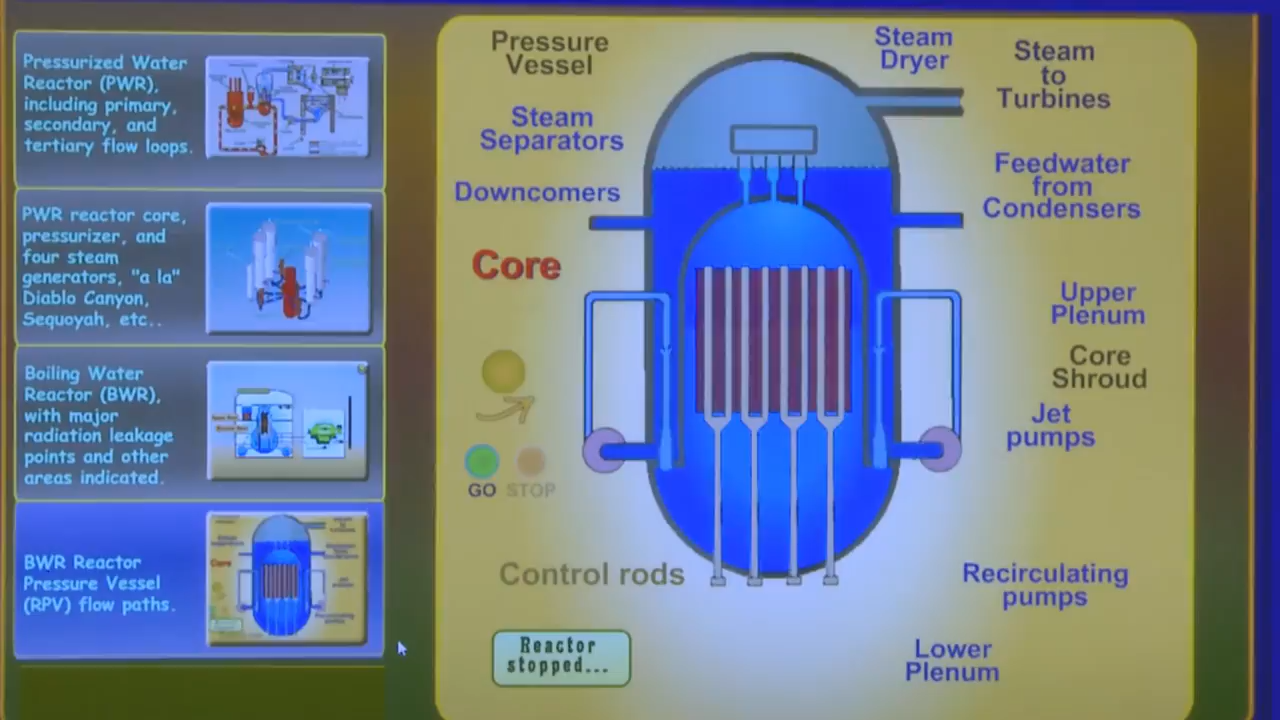 Pressurized Water
Reactor (PWR),
including primary,
secondary, and
tertiary flow loops.
PWR reactor core,
pressurizer, and
four steam
generators, "a la"
Diablo Canyon,
Sequoyah, etc..
Boiling Water
Reactor (BWR),
with major
radiation leakage
points and other
areas indicated.
BWR Reactor
Pressure Vessel
(RPV) flow paths.
Pressure
Vessel
Steam
Dryer
Steam
to
Turbines
Steam
Separators
Feedwater
from
Condensers
Downcomers
Core
Upper
Plenum
Core
Shroud
Jet
pumps
GO STOP
Control rods
Recirculating
pumps
Reactor
stopped...
Lower
Plenum